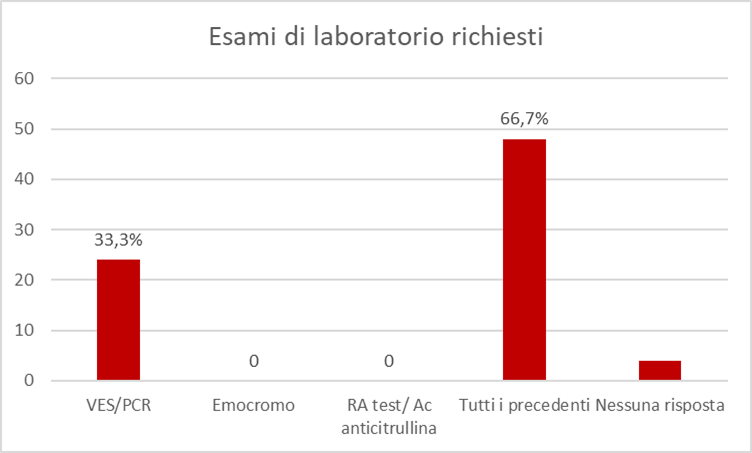 Esami di laboratorio richiesti
60
50
40
30
20
10
0
33,3%
0
0
66,7%
VES/PCR
Emocromo
RA test/ Ac
anticitrullina
Tutti i precedenti
Nessuna risposta